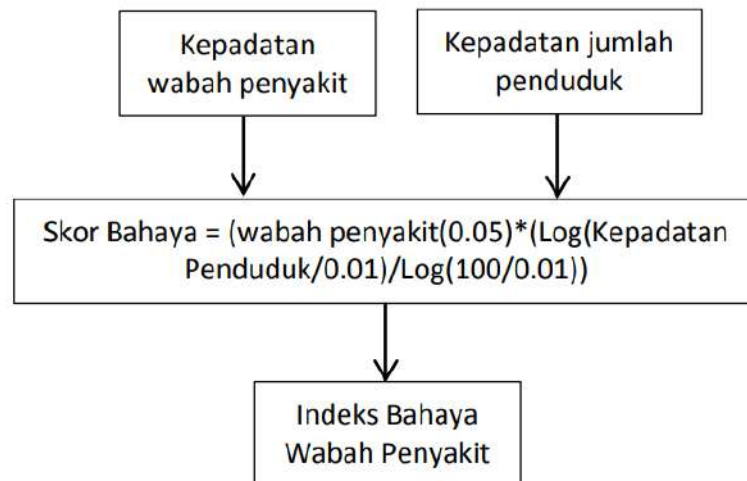 Kepadatan
wabah penyakit
Kepadatan jumlah
penduduk
Skor Bahaya = (wabah penyakit(0.05)*(Log(Kepadatan
Penduduk/0.01)/Log(100/0.01))
Indeks Bahaya
Wabah Penyakit